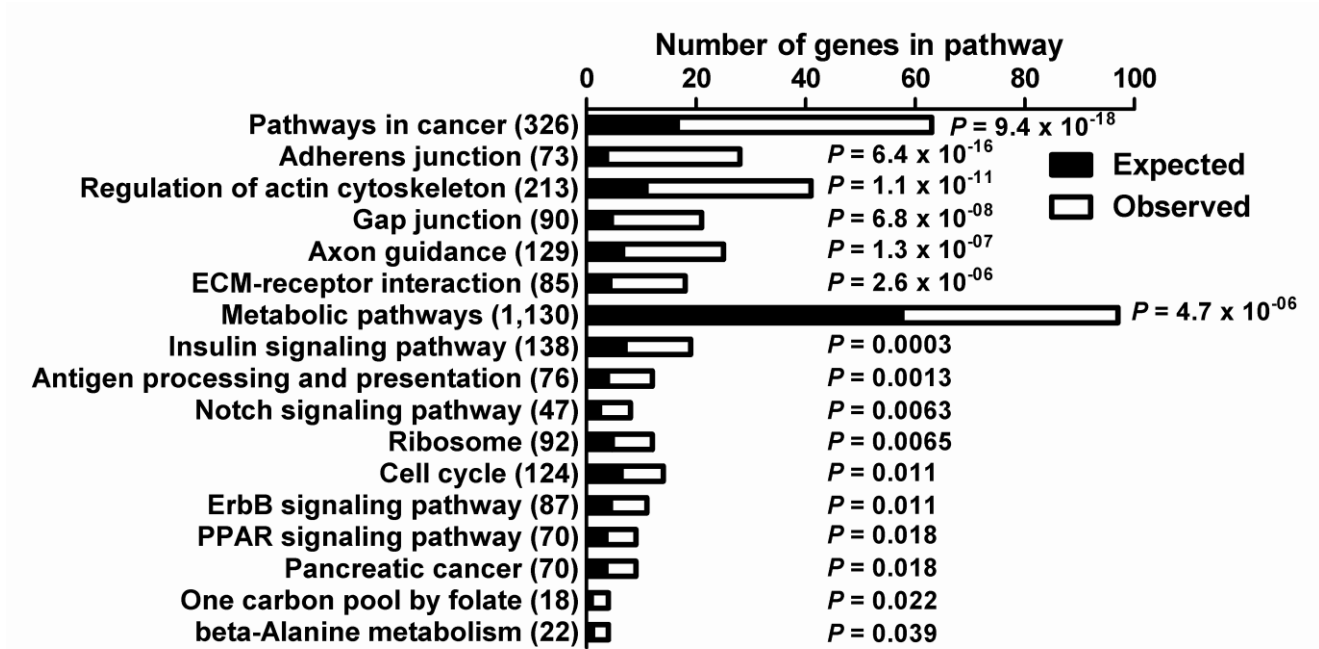 Number of genes in pathway
0 20 40 60 80 100
Pathways in cancer (326) P = 9.4 x 10⁻¹⁸
Adherens junction (73) P = 6.4 x 10⁻¹⁶
Regulation of actin cytoskeleton (213) P = 1.1 x 10⁻¹¹
Gap junction (90) P = 6.8 x 10⁻⁰⁸
Axon guidance (129) P = 1.3 x 10⁻⁰⁷
ECM-receptor interaction (85) P = 2.6 x 10⁻⁰⁶
Metabolic pathways (1,130) P = 4.7 x 10⁻⁰⁶
Insulin signaling pathway (138) P = 0.0003
Antigen processing and presentation (76) P = 0.0013
Notch signaling pathway (47) P = 0.0063
Ribosome (92) P = 0.0065
Cell cycle (124) P = 0.011
ErbB signaling pathway (87) P = 0.011
PPAR signaling pathway (70) P = 0.018
Pancreatic cancer (70) P = 0.018
One carbon pool by folate (18) P = 0.022
beta-Alanine metabolism (22) P = 0.039
Expected
Observed